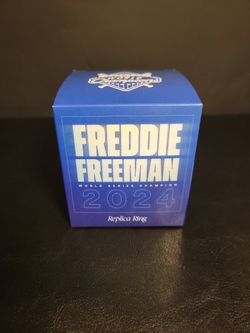 FREDDIE
FREEMAN
WORLD SERIES CHAMPION
2024
Replica Ring